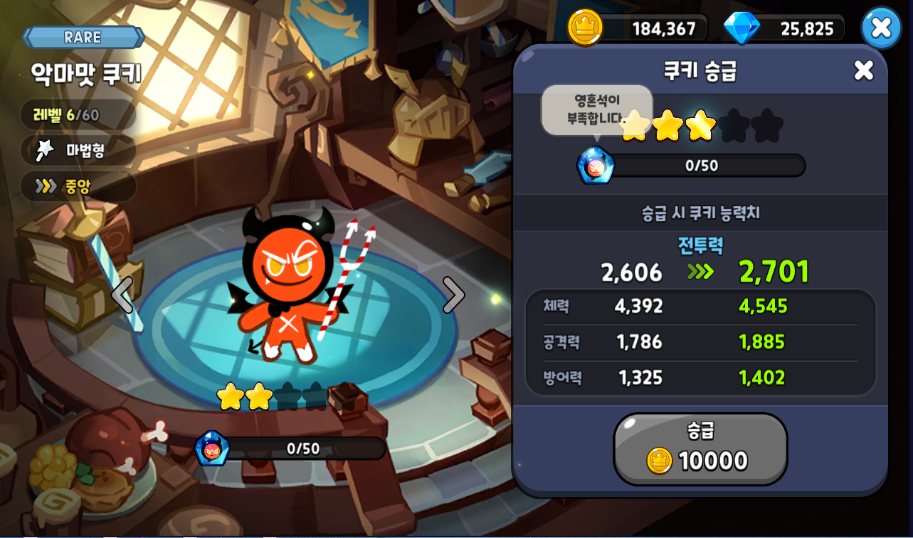 RARE
악마맛 쿠키
레벨 6/60
마법형
중앙
0/50
184,367
25,825
쿠키 승급
영혼석이
부족합니다.
0/50
승급 시 쿠키 능력치
전투력
2,606 2,701
체력 4,392 4,545
공격력 1,786 1,885
방어력 1,325 1,402
승급
10000